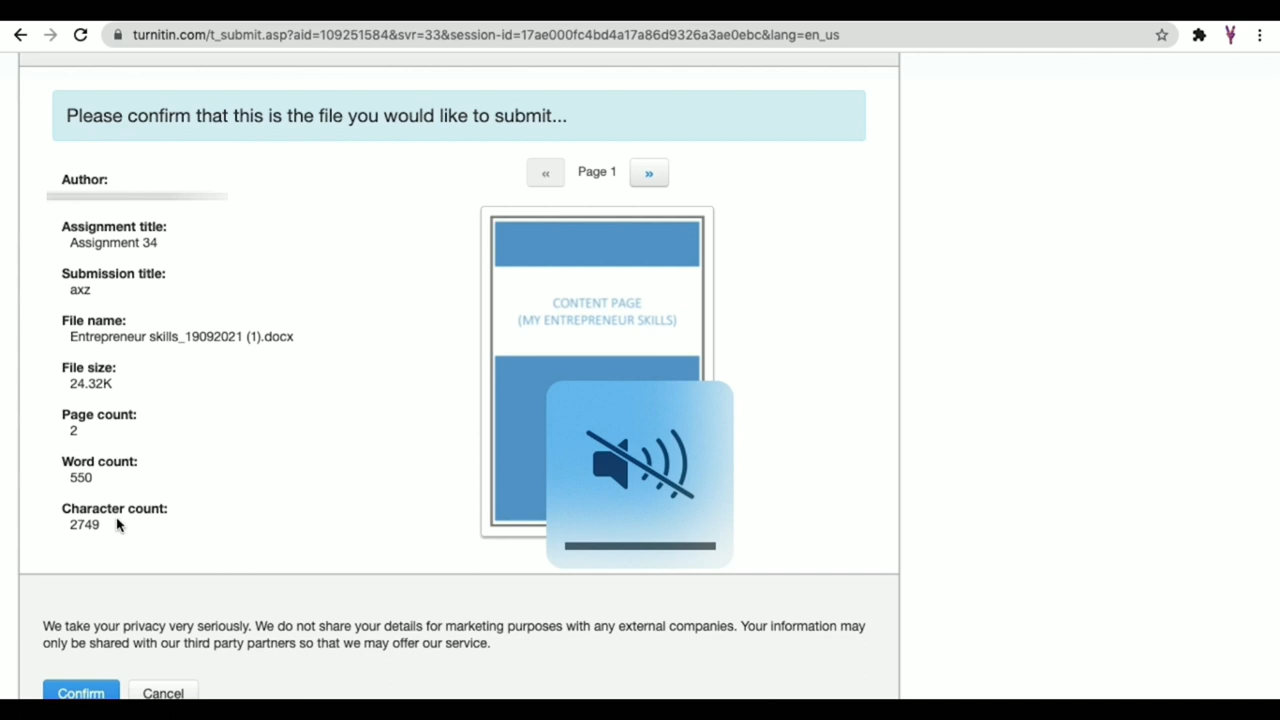 turnitin.com/t_submit.asp?aid=109251584&svr=33&session-id=17ae000fc4bd4a17a86d9326a3ae0ebc&lang=en_us
Please confirm that this is the file you would like to submit...
Author:
« Page 1 »
Assignment title:
Assignment 34
Submission title:
axz
File name:
Entrepreneur skills_19092021 (1).docx
File size:
24.32K
Page count:
2
Word count:
550
Character count:
2749
CONTENT PAGE
(MY ENTREPRENEUR SKILLS)
We take your privacy very seriously. We do not share your details for marketing purposes with any external companies. Your information may
only be shared with our third party partners so that we may offer our service.
Confirm Cancel